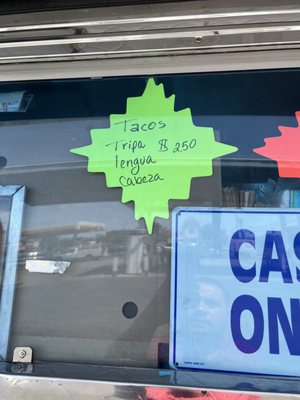 Tacos
Tripa $ 250
lengua
Cabeza
CAS
ON